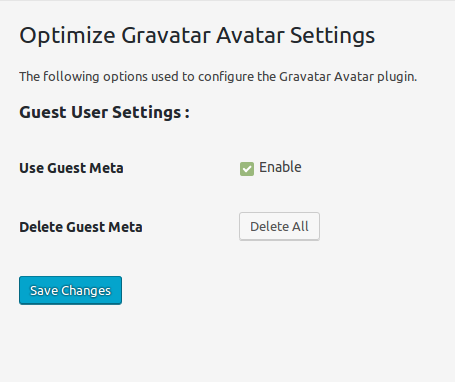 Optimize Gravatar Avatar Settings
The following options used to configure the Gravatar Avatar plugin.
Guest User Settings :
Use Guest Meta
Enable
Delete Guest Meta
Delete All
Save Changes